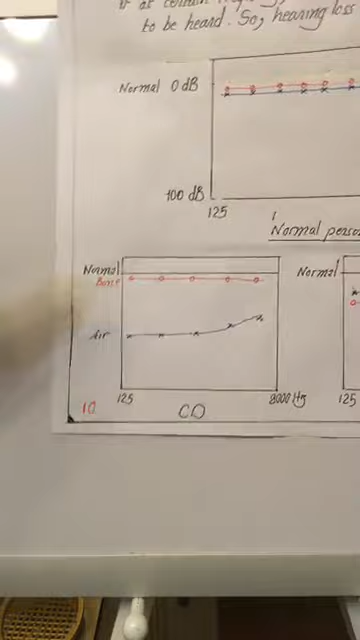 to be heard. So, hearing loss
Normal 0 dB
100 dB
125
Normal perso
Normal
Bone
Air
125
8000 Hz
CD
10
Normal
125